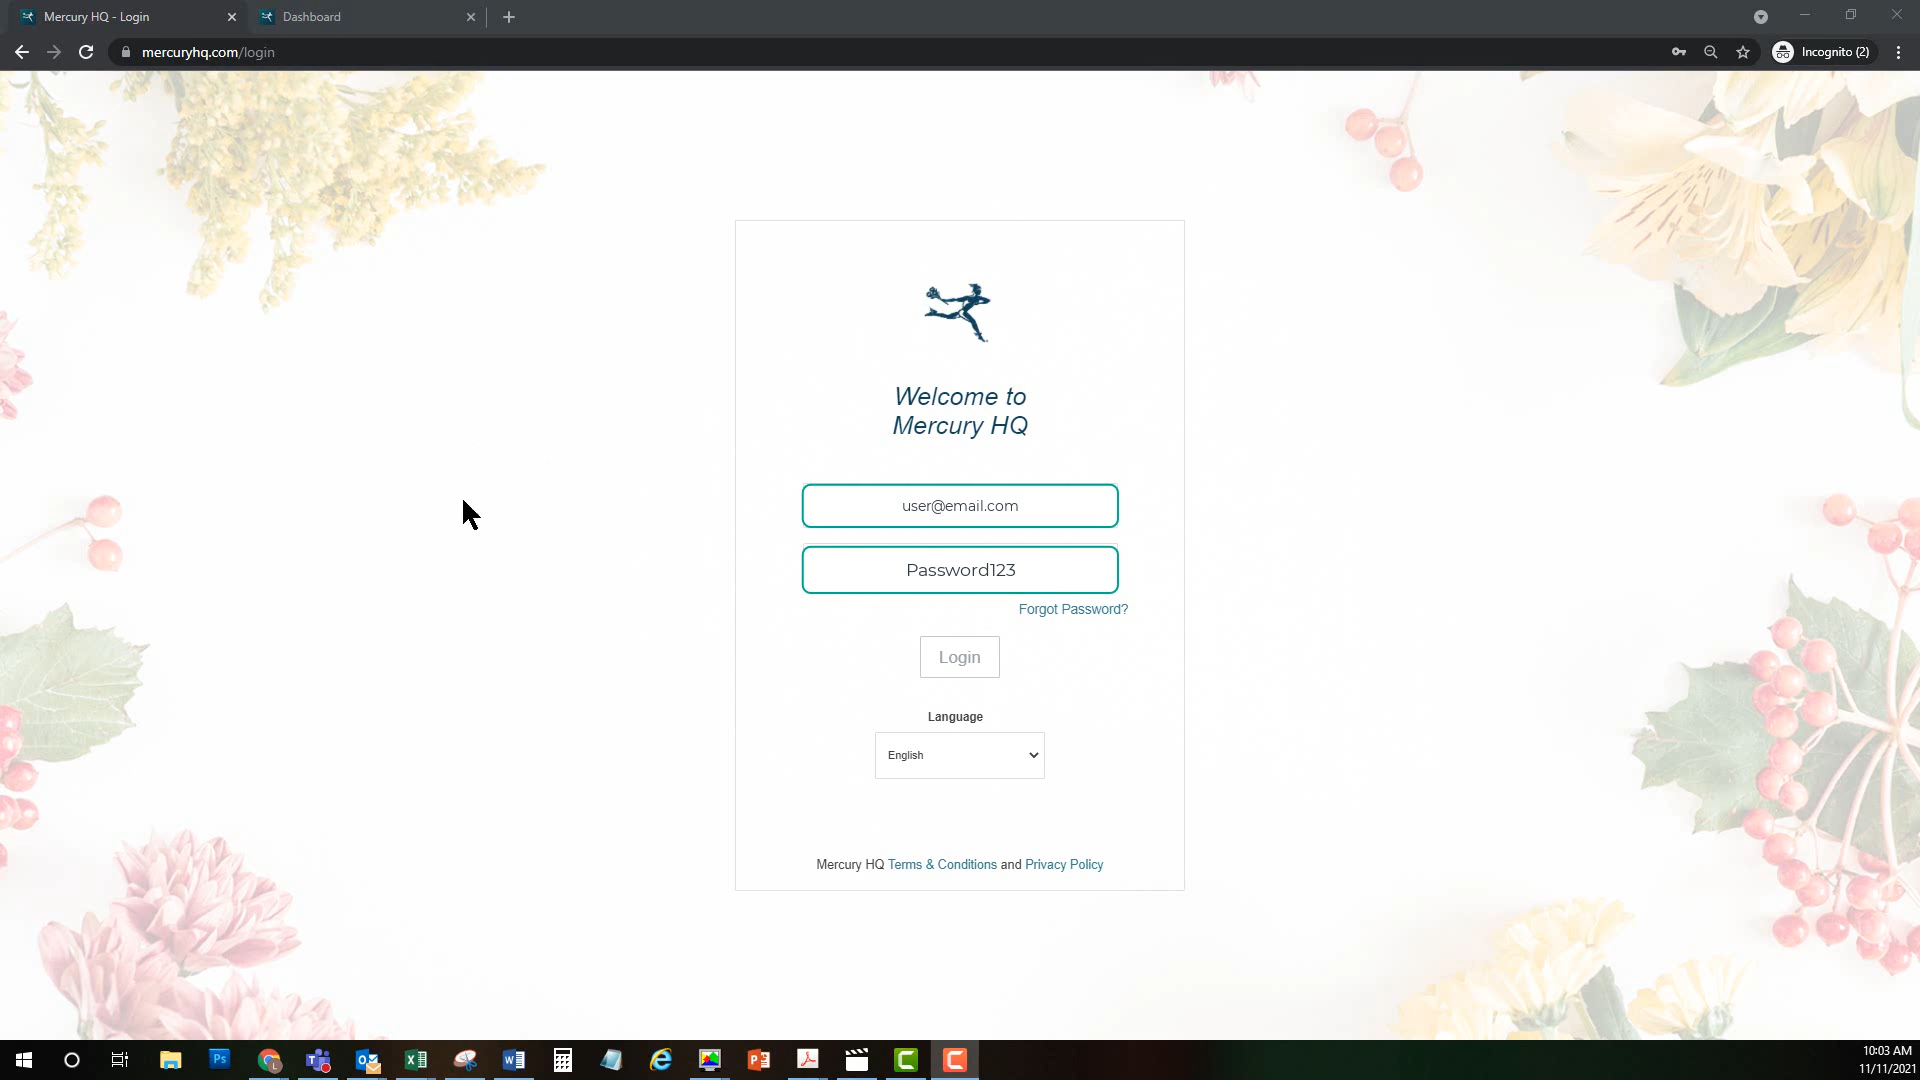 Mercury HQ - Login
Dashboard
mercuryhq.com/login
Incognito (2)
Welcome to
Mercury HQ
user@email.com
Password123
Forgot Password?
Login
Language
English
Mercury HQ Terms & Conditions and Privacy Policy
10:03 AM
11/11/2021